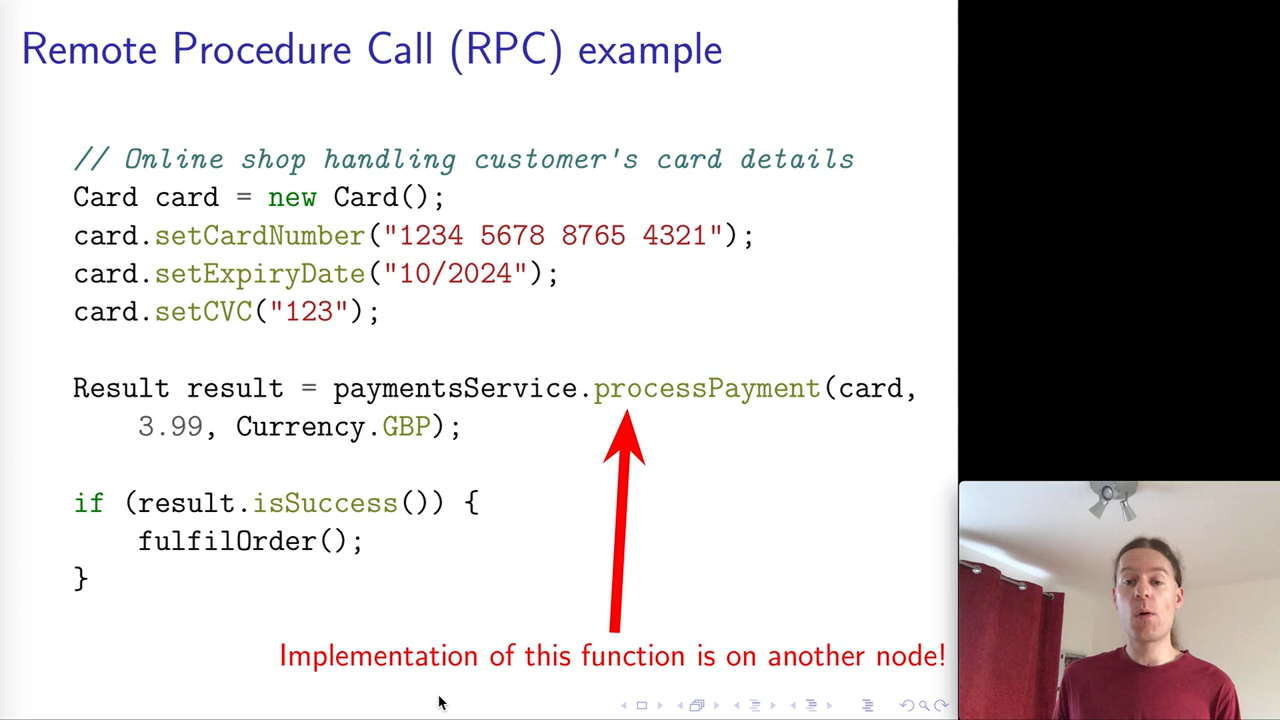 Remote Procedure Call (RPC) example
// Online shop handling customer's card details
Card card = new Card();
card.setCardNumber("1234 5678 8765 4321");
card.setExpiryDate("10/2024");
card.setCVC("123");
Result result = paymentsService.processPayment(card,
3.99, Currency.GBP);
if (result.isSuccess()) {
fulfilOrder();
}
Implementation of this function is on another node!